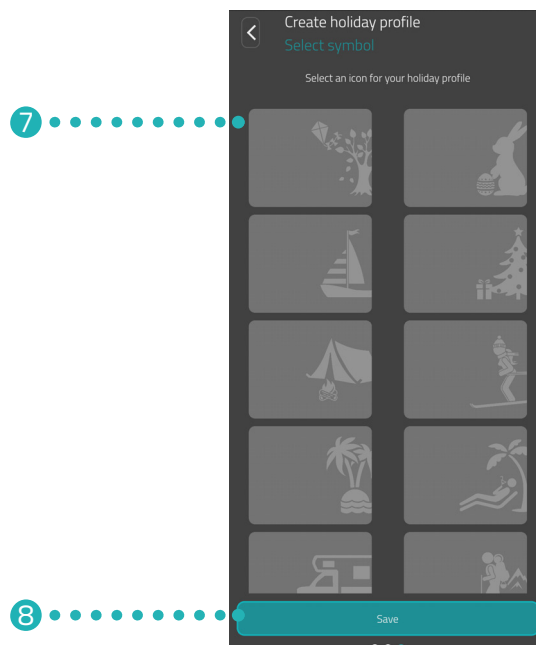 Create holiday profile
Select symbol
Select an icon for your holiday profile
7
8
Save